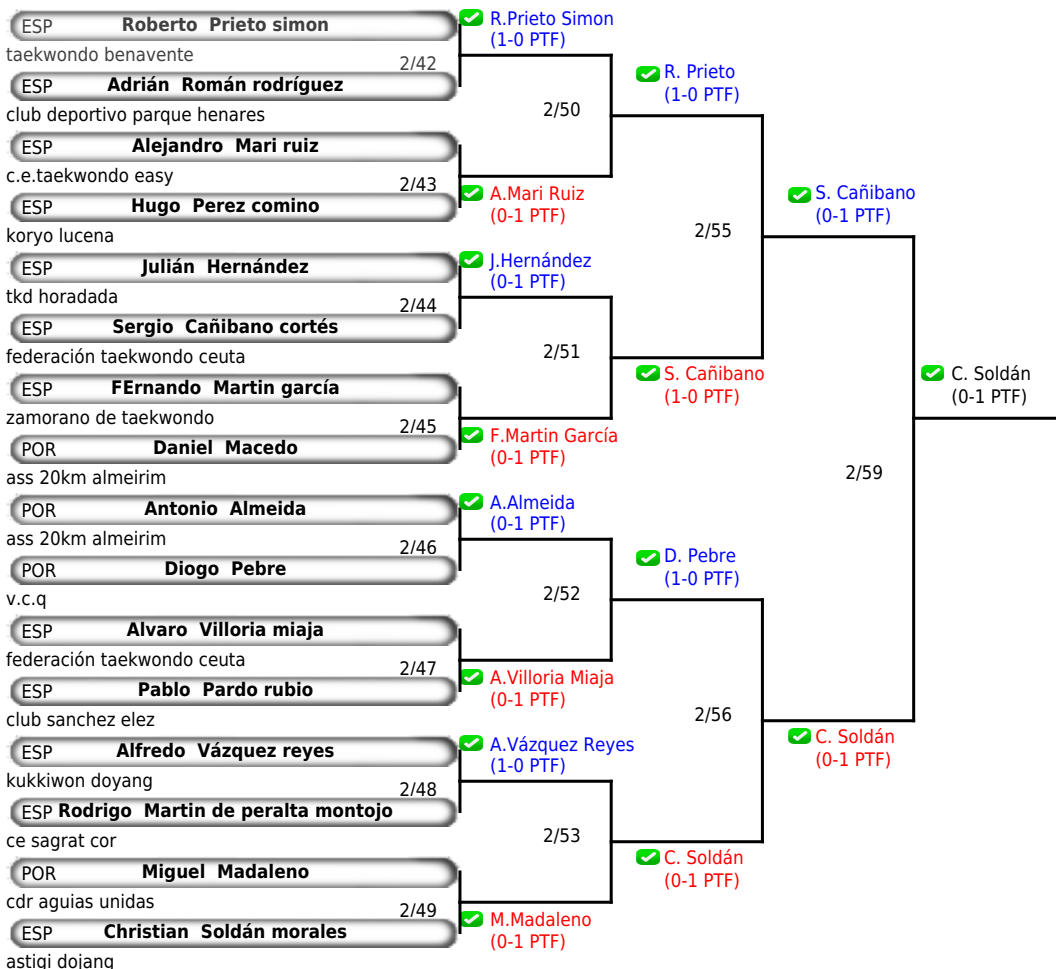 ESP Roberto Prieto simon
taekwondo benavente
2/42
ESP Adrián Román rodríguez
club deportivo parque henares
ESP Alejandro Mari ruiz
c.e.taekwondo easy
2/43
ESP Hugo Perez comino
koryo lucena
ESP Julián Hernández
tkd horadada
2/44
ESP Sergio Cañibano cortés
federación taekwondo ceuta
ESP FErnando Martin garcía
zamorano de taekwondo
2/45
POR Daniel Macedo
ass 20km almeirim
POR Antonio Almeida
ass 20km almeirim
2/46
POR Diogo Pebre
v.c.q
ESP Alvaro Villoria miaja
federación taekwondo ceuta
2/47
ESP Pablo Pardo rubio
club sanchez elez
ESP Alfredo Vázquez reyes
kukkiwon doyang
2/48
ESP Rodrigo Martin de peralta montojo
ce sagrat cor
POR Miguel Madaleno
cdr aguias unidas
2/49
ESP Christian Soldán morales
astigi dojang
R.Prieto Simon
(1-0 PTF)
2/50
A.Mari Ruiz
(0-1 PTF)
J.Hernández
(0-1 PTF)
2/51
F.Martin García
(0-1 PTF)
A.Almeida
(0-1 PTF)
2/52
A.Villoria Miaja
(0-1 PTF)
A.Vázquez Reyes
(1-0 PTF)
2/53
M.Madaleno
(0-1 PTF)
R. Prieto
(1-0 PTF)
2/55
S. Cañibano
(1-0 PTF)
D. Pebre
(1-0 PTF)
2/56
C. Soldán
(0-1 PTF)
S. Cañibano
(0-1 PTF)
2/59
C. Soldán
(0-1 PTF)
C. Soldán
(0-1 PTF)